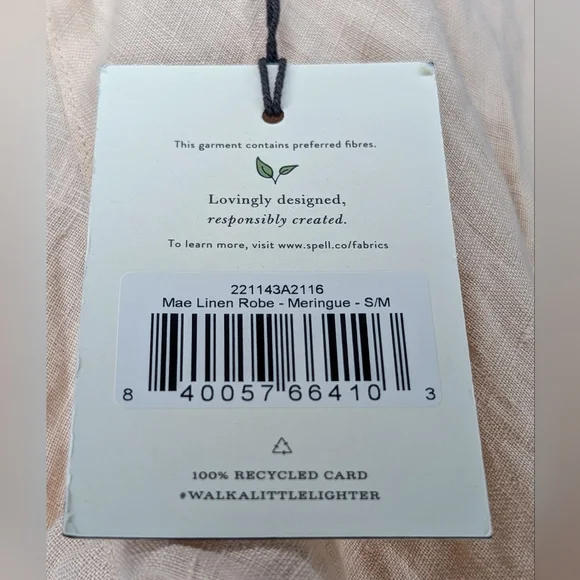 This garment contains preferred fibres.
Lovingly designed,
responsibly created.
To learn more, visit www.spell.co/fabrics
221143A2116
Mae Linen Robe - Meringue - S/M
8 40057 66410 3
100% RECYCLED CARD
#WALKALITTLELIGHTER